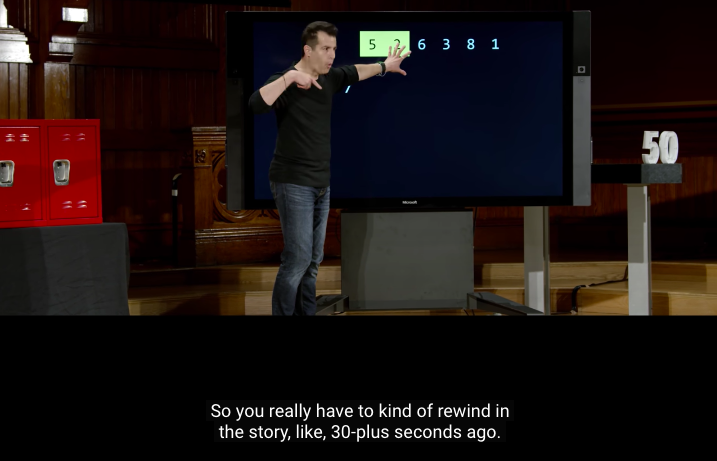 5 2 6 3 8 1
7
50
Microsoft
So you really have to kind of rewind in
the story, like, 30-plus seconds ago.